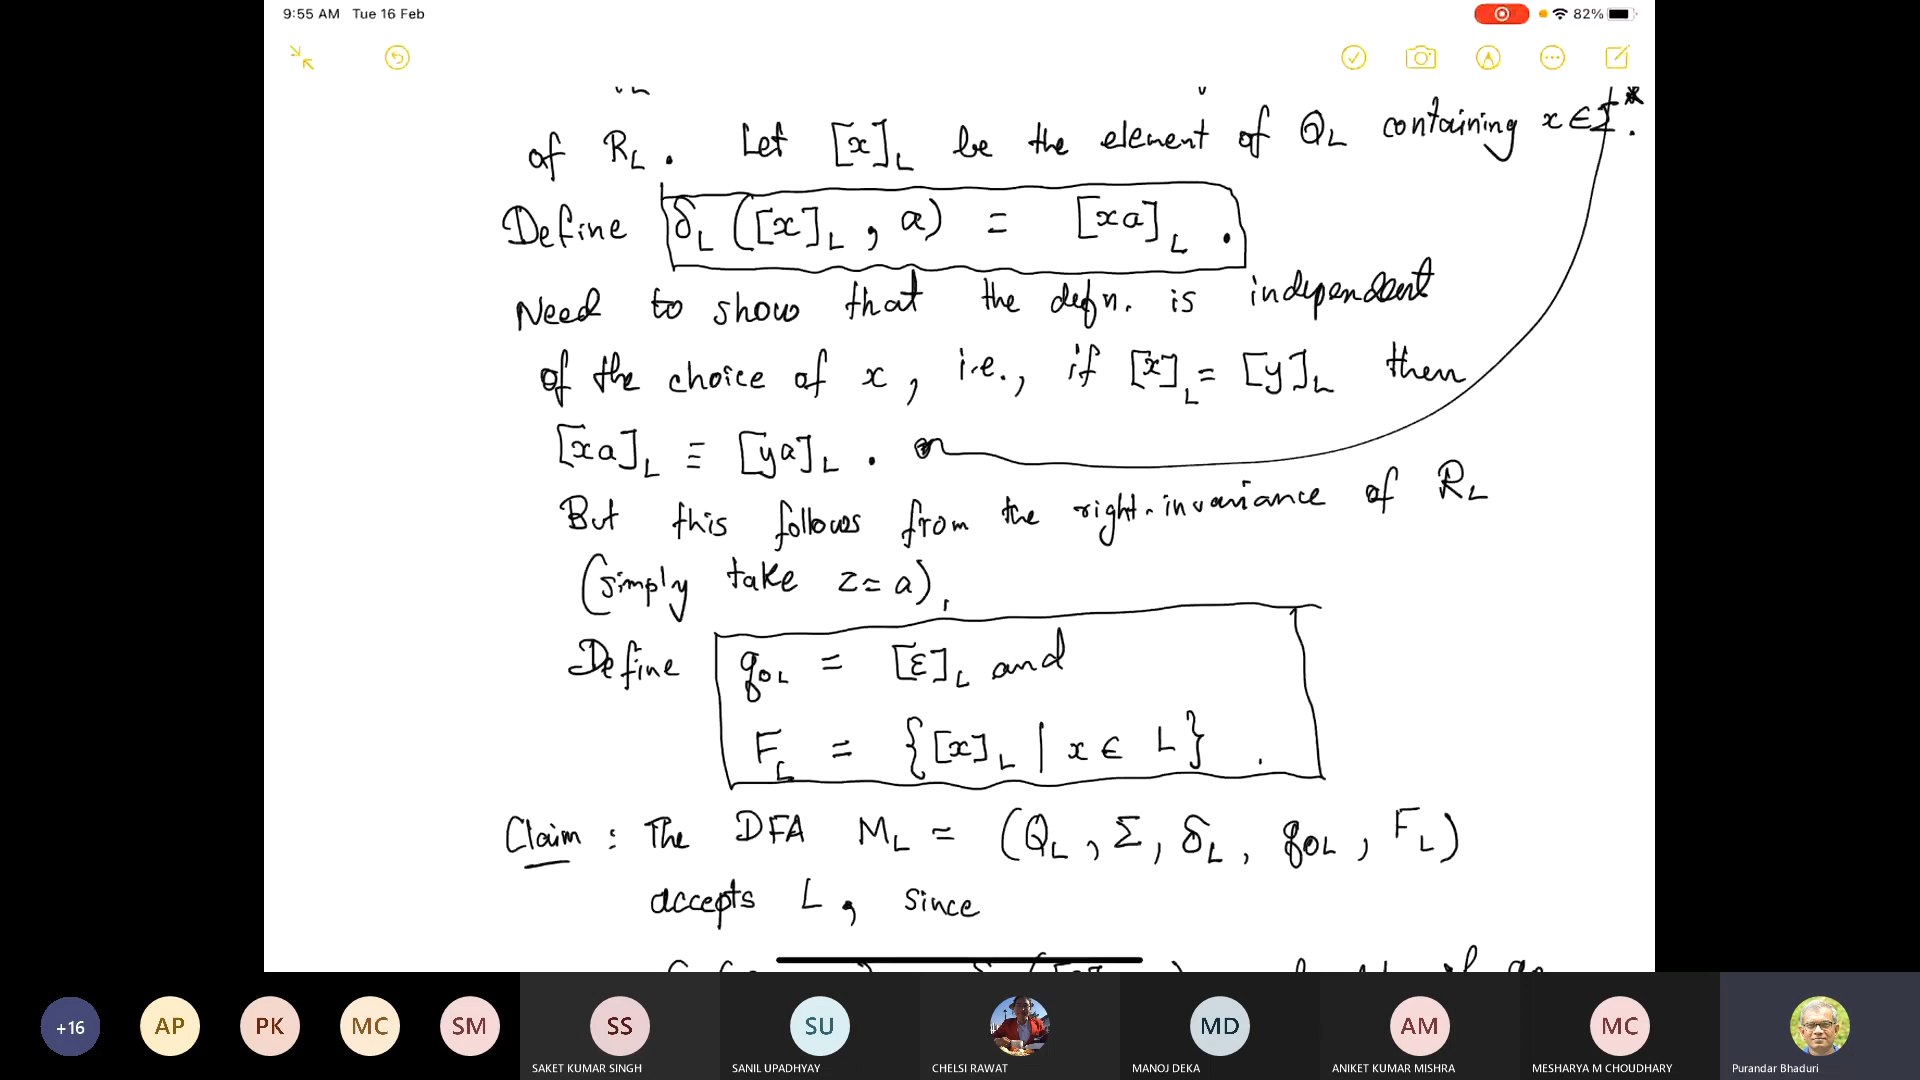 9:55 AM Tue 16 Feb
82%
of R_L. Let [x]_L be the element of Q_L containing x ∈ Σ*.
Define δ_L ([x]_L, a) = [xa]_L.
Need to show that the defn. is independent
of the choice of x, i.e., if [x]_L = [y]_L then
[xa]_L ≡ [ya]_L.
But this follows from the right-invariance of R_L
(simply take z = a).
Define q_{0L} = [ε]_L and
F_L = {[x]_L | x ∈ L}.
Claim: The DFA M_L = (Q_L, Σ, δ_L, q_{0L}, F_L)
accepts L, since
+16 AP PK MC SM SS SU MD AM MC
SAKET KUMAR SINGH SANIL UPADHYAY CHELSI RAWAT MANOJ DEKA ANIKET KUMAR MISHRA MESHARYA M CHOUDHARY Purandar Bhaduri